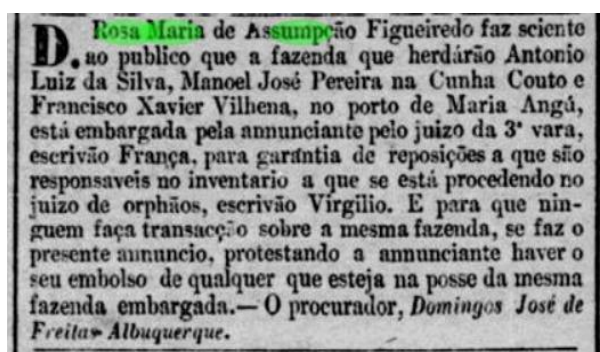 D. Rosa Maria de Assumpção Figueiredo faz sciente
ao publico que a fazenda que herdárão Antonio
Luiz da Silva, Manoel José Pereira na Cunha Couto e
Francisco Xavier Vilhena, no porto de Maria Angú,
está embargada pela annunciante pelo juizo da 3ª vara,
escrivão França, para garántia de reposições a que são
responsaveis no inventario a que se está procedendo no
juizo de orphãos, escrivão Virgilio. E para que nin-
guem faça transacção sobre a mesma fazenda, se faz o
presente annuncio, protestando a annunciante haver o
seu embolso de qualquer que esteja na posse da mesma
fazenda embargada.— O procurador, Domingos José de
Freitas Albuquerque.